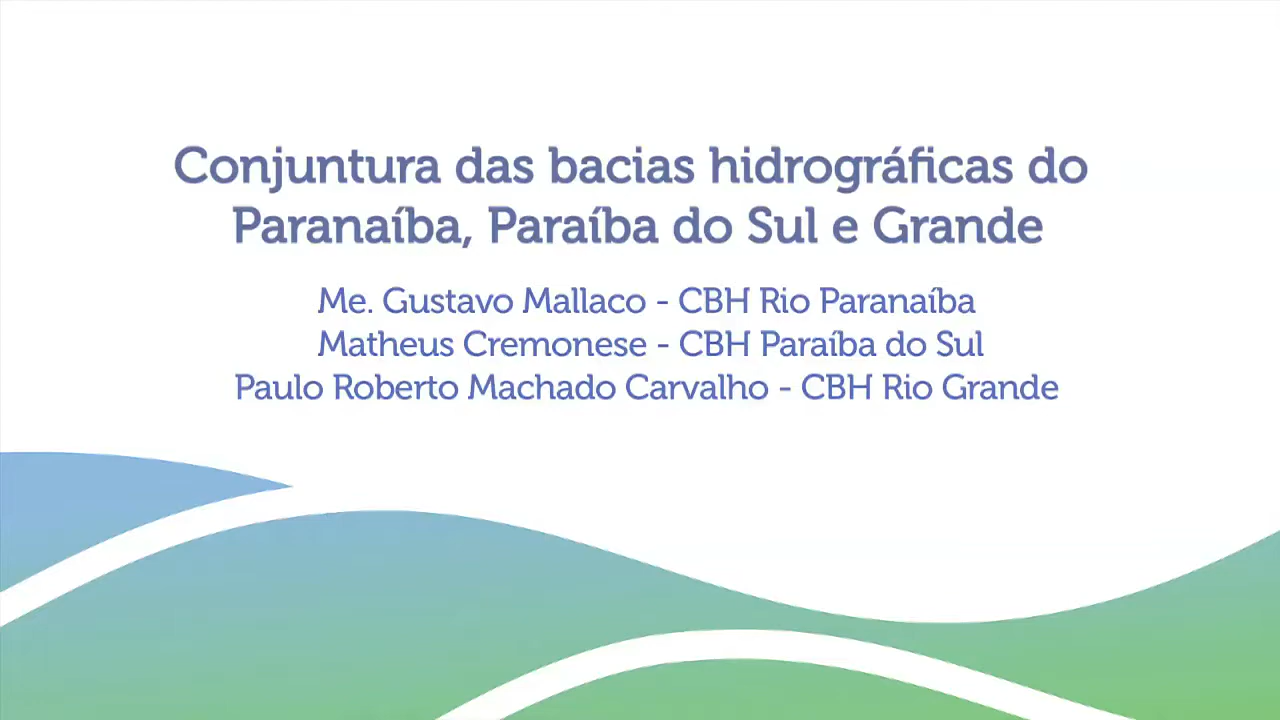 Conjuntura das bacias hidrográficas do
Paranaíba, Paraíba do Sul e Grande
Me. Gustavo Mallaco - CBH Rio Paranaíba
Matheus Cremonese - CBH Paraíba do Sul
Paulo Roberto Machado Carvalho - CBH Rio Grande